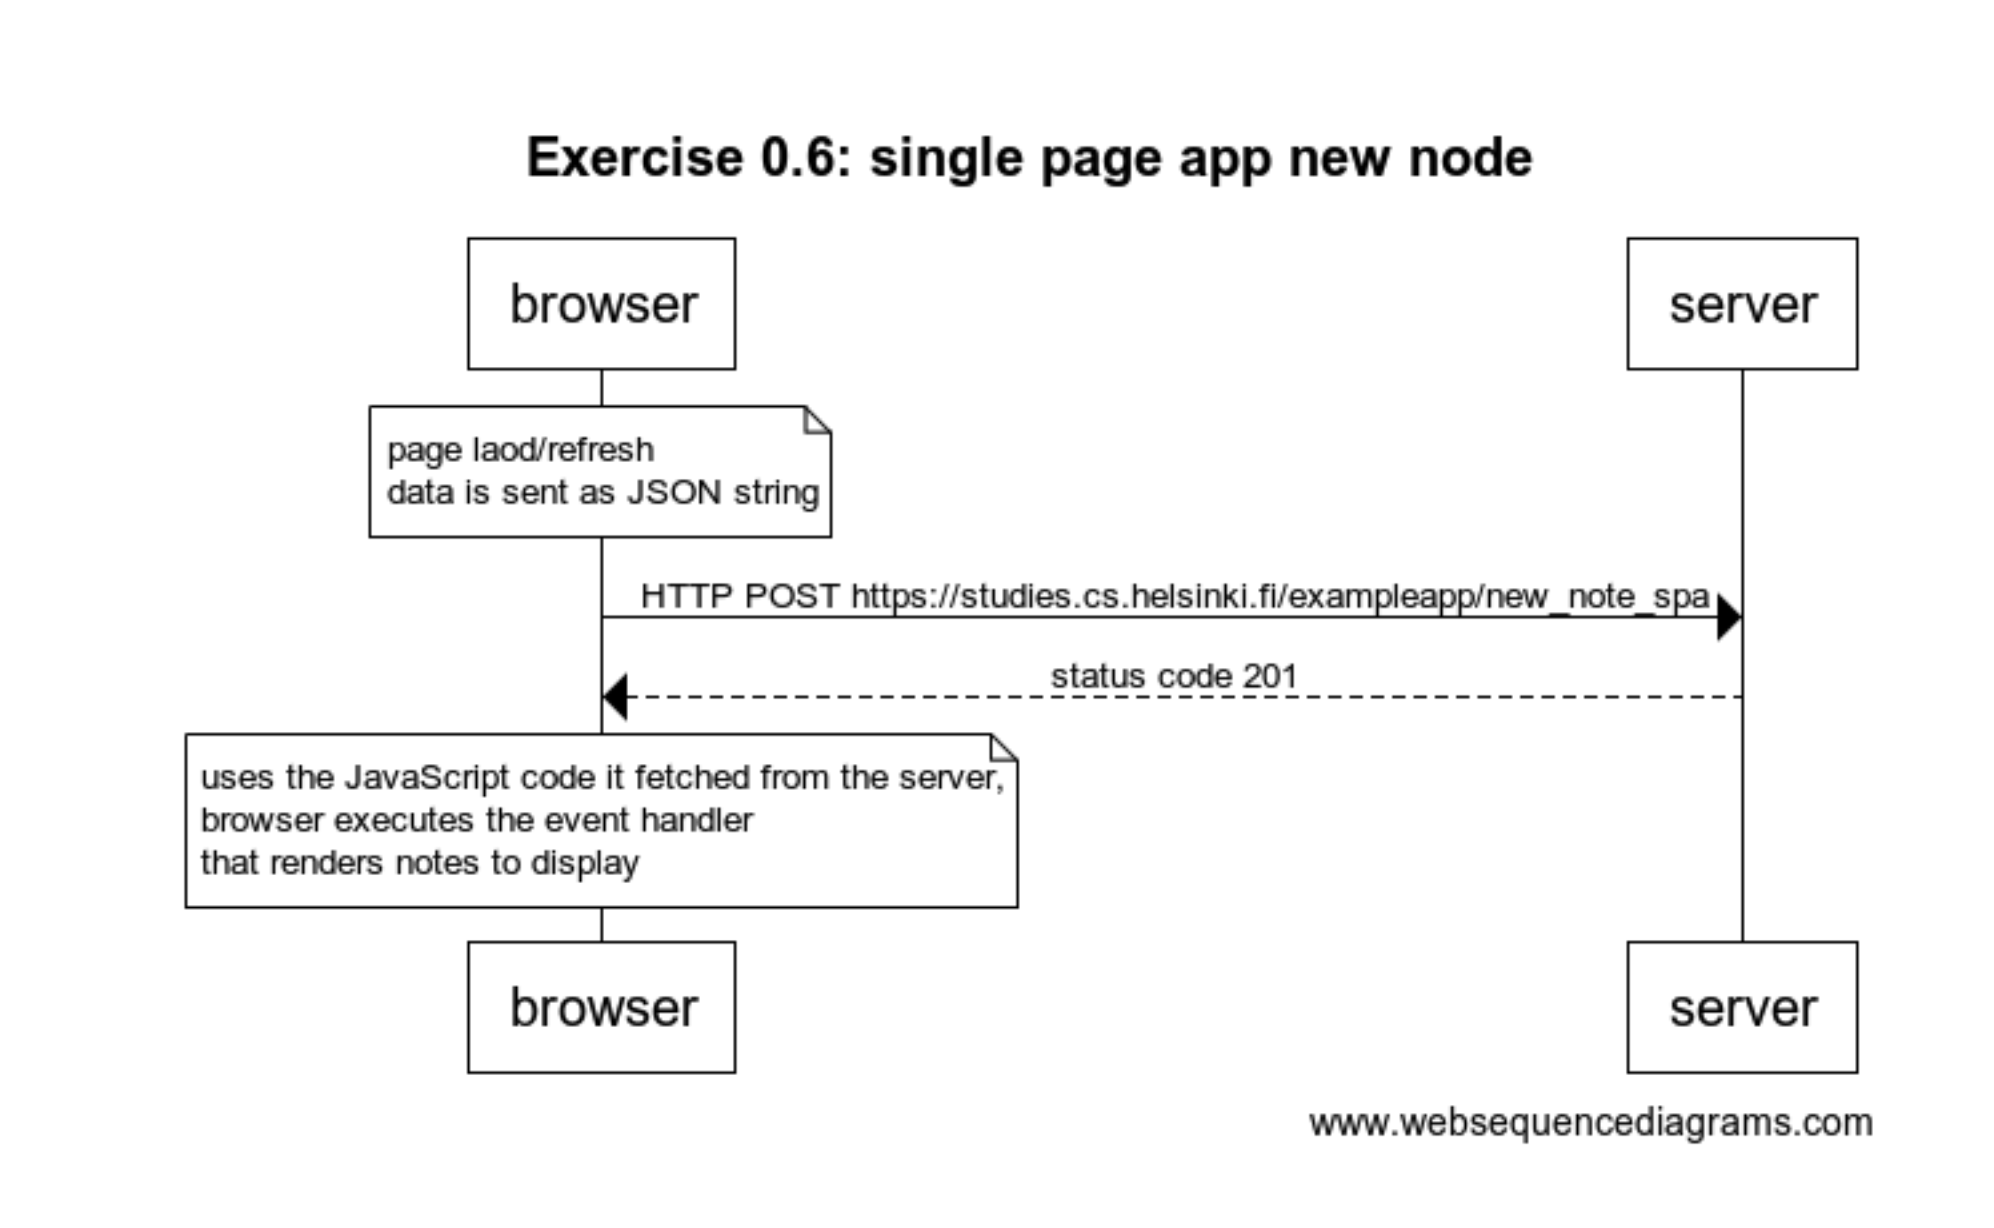 Exercise 0.6: single page app new node
browser
server
page laod/refresh
data is sent as JSON string
HTTP POST https://studies.cs.helsinki.fi/exampleapp/new_note_spa
status code 201
uses the JavaScript code it fetched from the server,
browser executes the event handler
that renders notes to display
browser
server
www.websequencediagrams.com